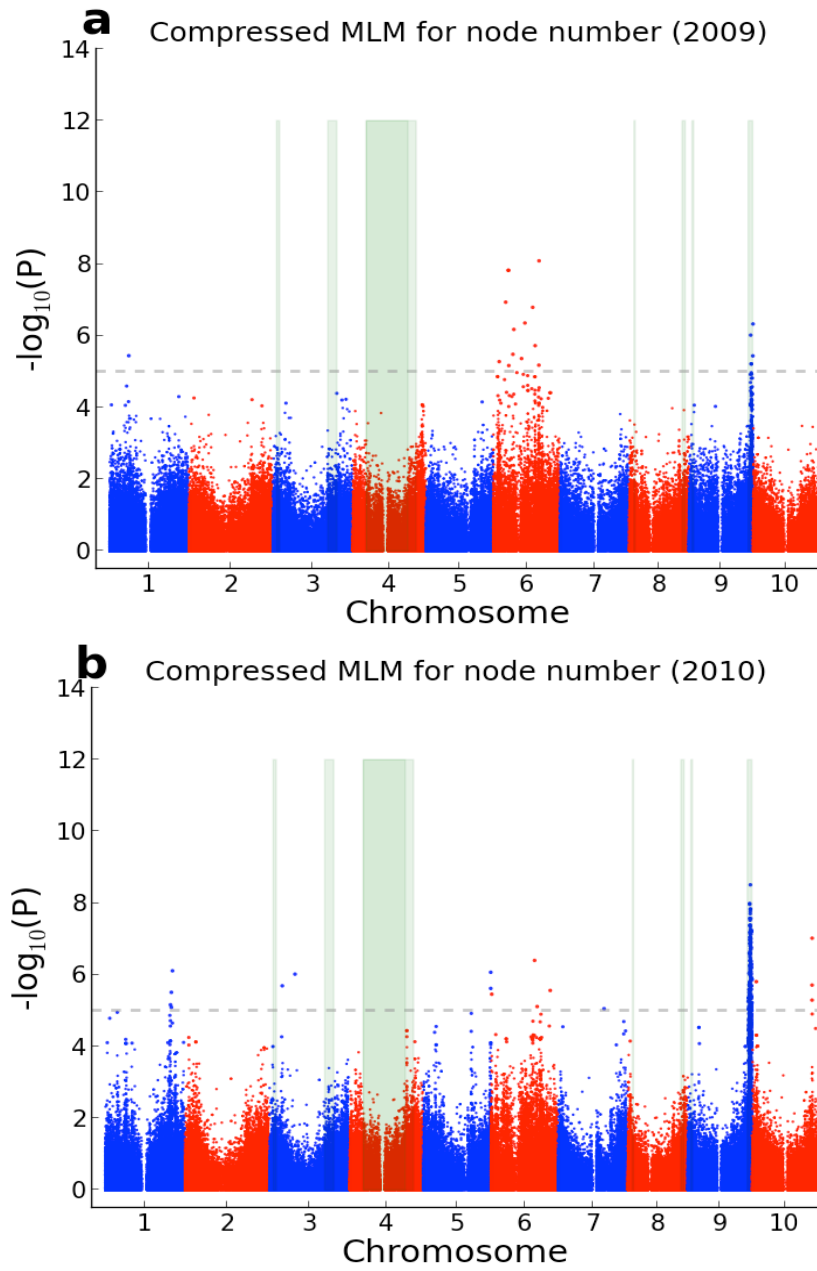 a
Compressed MLM for node number (2009)
14
12
10
8
6
4
2
0
-log₁₀(P)
1 2 3 4 5 6 7 8 9 10
Chromosome
b
Compressed MLM for node number (2010)
14
12
10
8
6
4
2
0
-log₁₀(P)
1 2 3 4 5 6 7 8 9 10
Chromosome